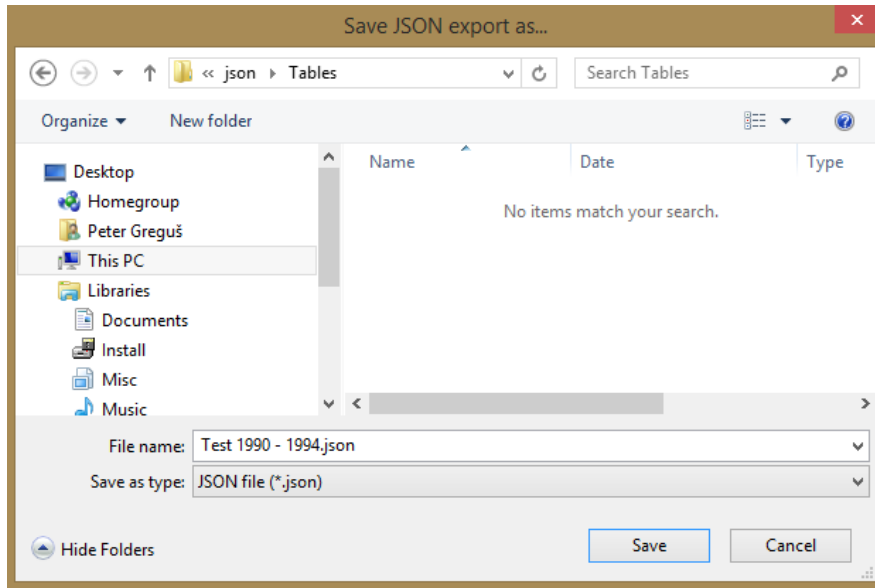 Save JSON export as...
« json Tables
Search Tables
Organize
New folder
Name
Date
Type
No items match your search.
Desktop
Homegroup
Peter Greguš
This PC
Libraries
Documents
Install
Misc
Music
File name: Test 1990 - 1994.json
Save as type: JSON file (*.json)
Hide Folders
Save
Cancel